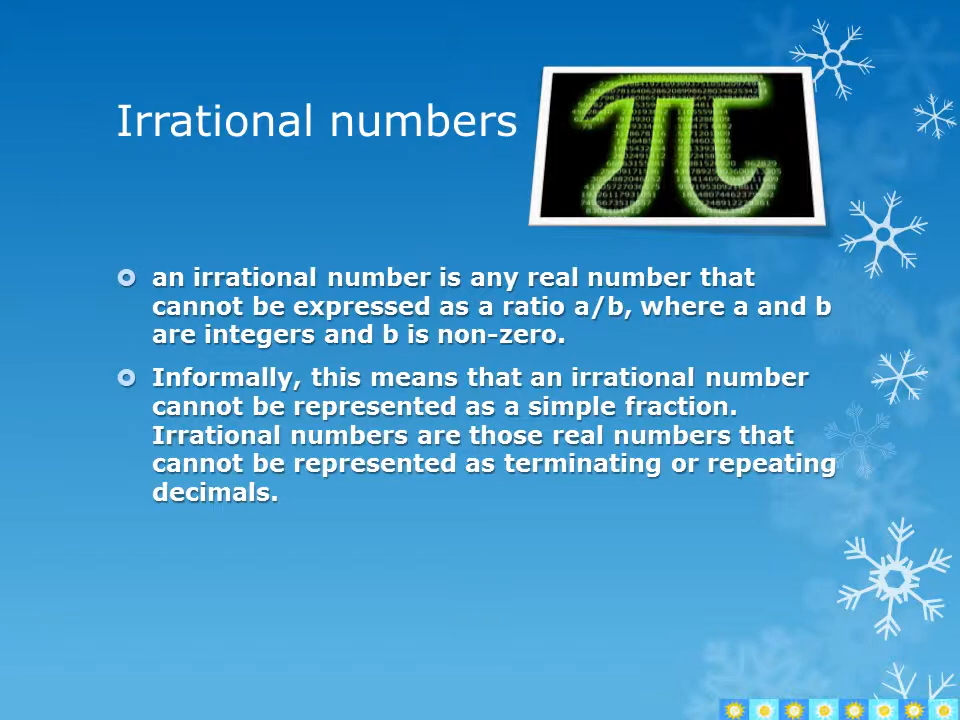 Irrational numbers
an irrational number is any real number that
cannot be expressed as a ratio a/b, where a and b
are integers and b is non-zero.
Informally, this means that an irrational number
cannot be represented as a simple fraction.
Irrational numbers are those real numbers that
cannot be represented as terminating or repeating
decimals.